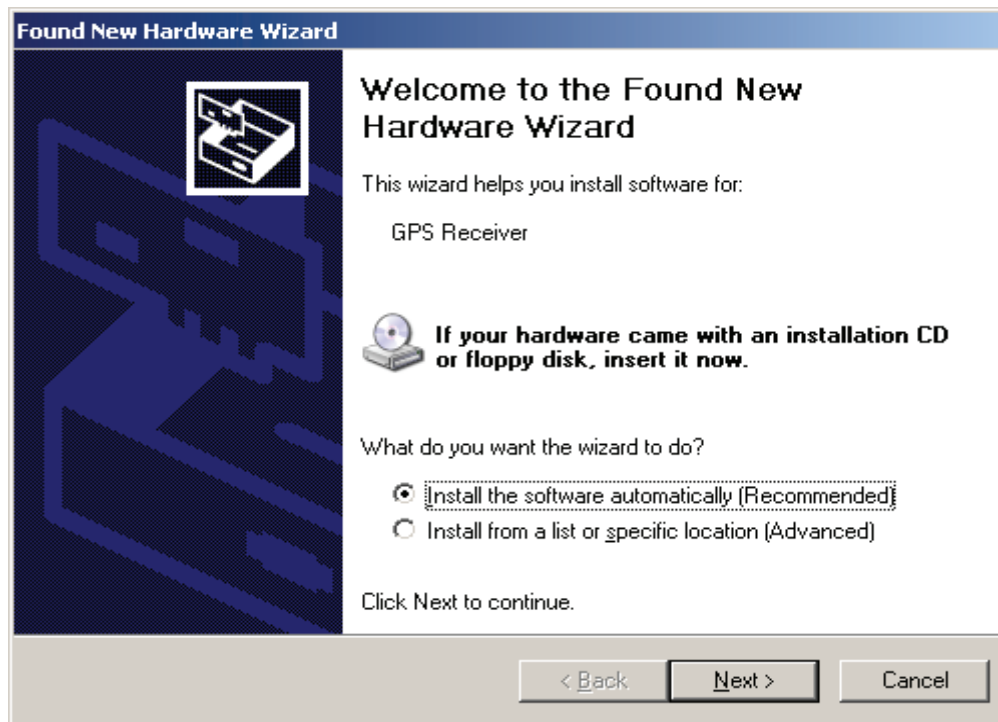 Found New Hardware Wizard
Welcome to the Found New
Hardware Wizard
This wizard helps you install software for:
GPS Receiver
If your hardware came with an installation CD
or floppy disk, insert it now.
What do you want the wizard to do?
Install the software automatically (Recommended)
Install from a list or specific location (Advanced)
Click Next to continue.
< Back
Next >
Cancel